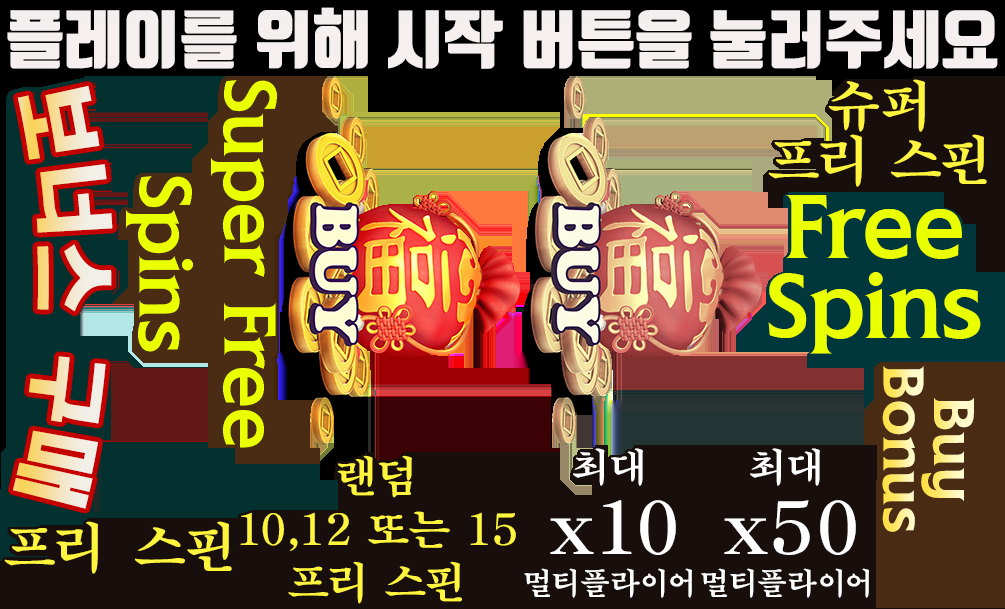 플레이를 위해 시작 버튼을 눌러주세요
보너스 구매
Super Free
Spins
BUY
福
BUY
福
슈퍼
프리 스핀
Free
Spins
Buy
Bonus
프리 스핀
랜덤
10,12 또는 15
프리 스핀
최대
x10
멀티플라이어
최대
x50
멀티플라이어